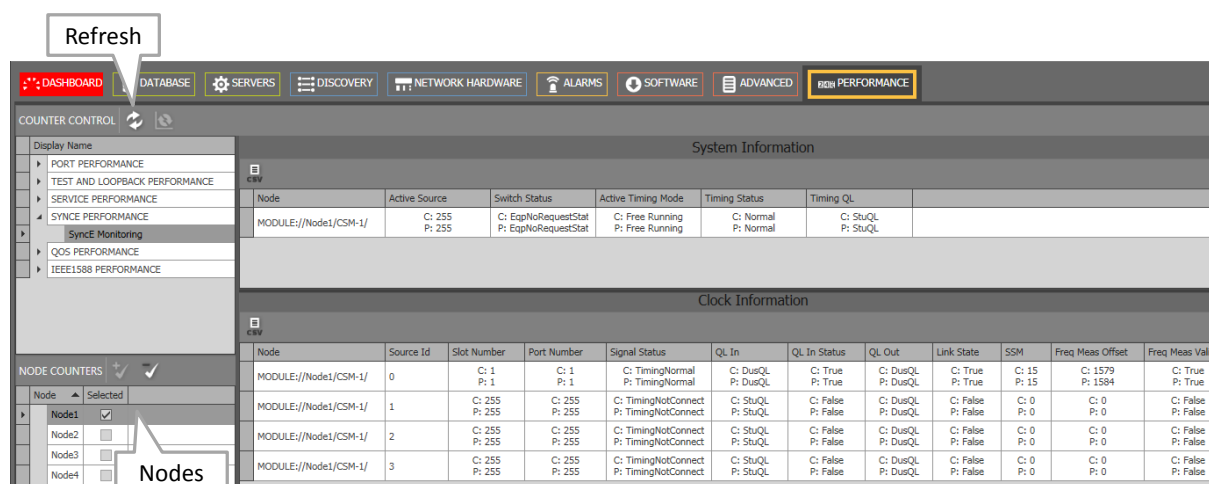 Refresh
DASHBOARD DATABASE SERVERS DISCOVERY NETWORK HARDWARE ALARMS SOFTWARE ADVANCED PERFORMANCE
COUNTER CONTROL
Display Name
PORT PERFORMANCE
TEST AND LOOPBACK PERFORMANCE
SERVICE PERFORMANCE
SYNCE PERFORMANCE
SyncE Monitoring
QOS PERFORMANCE
IEEE1588 PERFORMANCE
System Information
CSV
Node Active Source Switch Status Active Timing Mode Timing Status Timing QL
MODULE://Node1/CSM-1/ C: 255 C: EqpNoRequestStat C: Free Running C: Normal C: StuQL
P: 255 P: EqpNoRequestStat P: Free Running P: Normal P: StuQL
Clock Information
CSV
Node Source Id Slot Number Port Number Signal Status QL In QL In Status QL Out Link State SSM Freq Meas Offset Freq Meas Val
MODULE://Node1/CSM-1/ 0 C: 1 C: 1 C: TimingNormal C: DusQL C: True C: DusQL C: True C: 15 C: 1579 C: True
P: 1 P: 1 P: TimingNormal P: DusQL P: True P: DusQL P: True P: 15 P: 1584 P: True
MODULE://Node1/CSM-1/ 1 C: 255 C: 255 C: TimingNotConnect C: StuQL C: False C: DusQL C: False C: 0 C: 0 C: False
P: 255 P: 255 P: TimingNotConnect P: StuQL P: False P: DusQL P: False P: 0 P: 0 P: False
MODULE://Node1/CSM-1/ 2 C: 255 C: 255 C: TimingNotConnect C: StuQL C: False C: DusQL C: False C: 0 C: 0 C: False
P: 255 P: 255 P: TimingNotConnect P: StuQL P: False P: DusQL P: False P: 0 P: 0 P: False
MODULE://Node1/CSM-1/ 3 C: 255 C: 255 C: TimingNotConnect C: StuQL C: False C: DusQL C: False C: 0 C: 0 C: False
P: 255 P: 255 P: TimingNotConnect P: StuQL P: False P: DusQL P: False P: 0 P: 0 P: False
NODE COUNTERS
Node Selected
Node1
Node2
Node3
Node4
Nodes